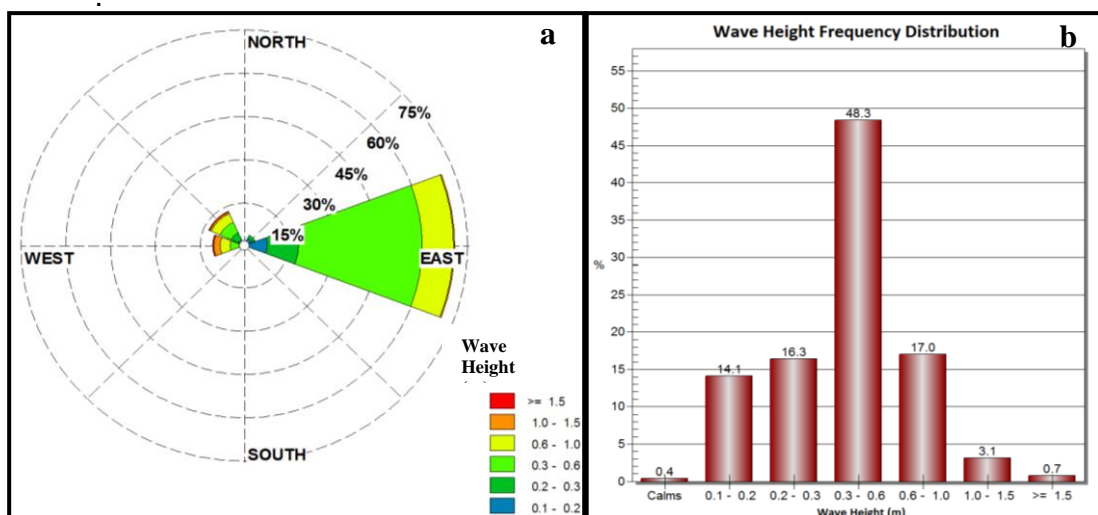 a
NORTH
75%
60%
45%
30%
15%
WEST
EAST
SOUTH
Wave
Height
>= 1.5
1.0 - 1.5
0.6 - 1.0
0.3 - 0.6
0.2 - 0.3
0.1 - 0.2
Wave Height Frequency Distribution
b
55
50
45
40
35
30
25
20
15
10
5
0
%
0.4
14.1
16.3
48.3
17.0
3.1
0.7
Calms
0.1 - 0.2
0.2 - 0.3
0.3 - 0.6
0.6 - 1.0
1.0 - 1.5
>= 1.5
Wave Height (m)